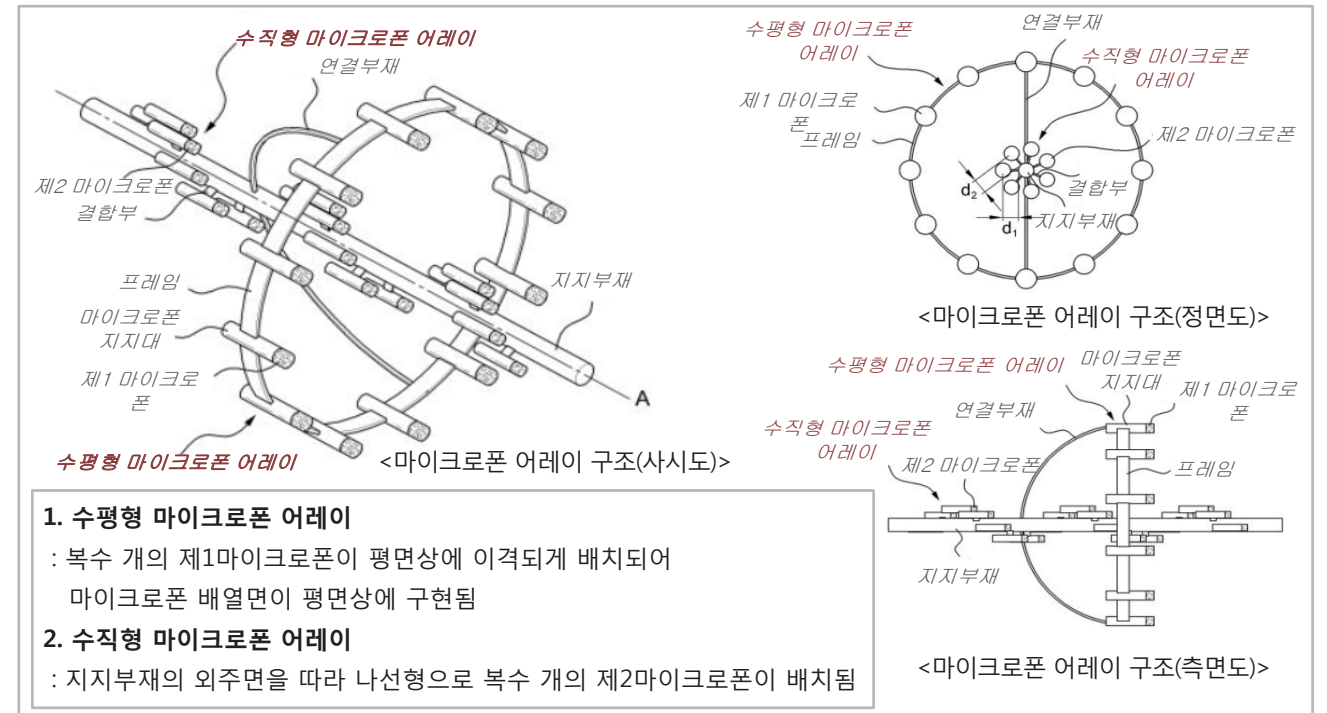 수직형 마이크로폰 어레이
연결부재
제2 마이크로폰
결합부
프레임
마이크로폰
지지대
제1 마이크로
폰
수평형 마이크로폰 어레이
지지부재
A
<마이크로폰 어레이 구조(사시도)>
수평형 마이크로폰
어레이
연결부재
수직형 마이크로폰
어레이
제1 마이크로
폰
프레임
제2 마이크로폰
d2
결합부
d1
지지부재
<마이크로폰 어레이 구조(정면도)>
수평형 마이크로폰 어레이
마이크로폰
지지대
제1 마이크로
폰
연결부재
수직형 마이크로폰
어레이
제2 마이크로폰
프레임
지지부재
<마이크로폰 어레이 구조(측면도)>
1. 수평형 마이크로폰 어레이
: 복수 개의 제1마이크로폰이 평면상에 이격되게 배치되어
마이크로폰 배열면이 평면상에 구현됨
2. 수직형 마이크로폰 어레이
: 지지부재의 외주면을 따라 나선형으로 복수 개의 제2마이크로폰이 배치됨